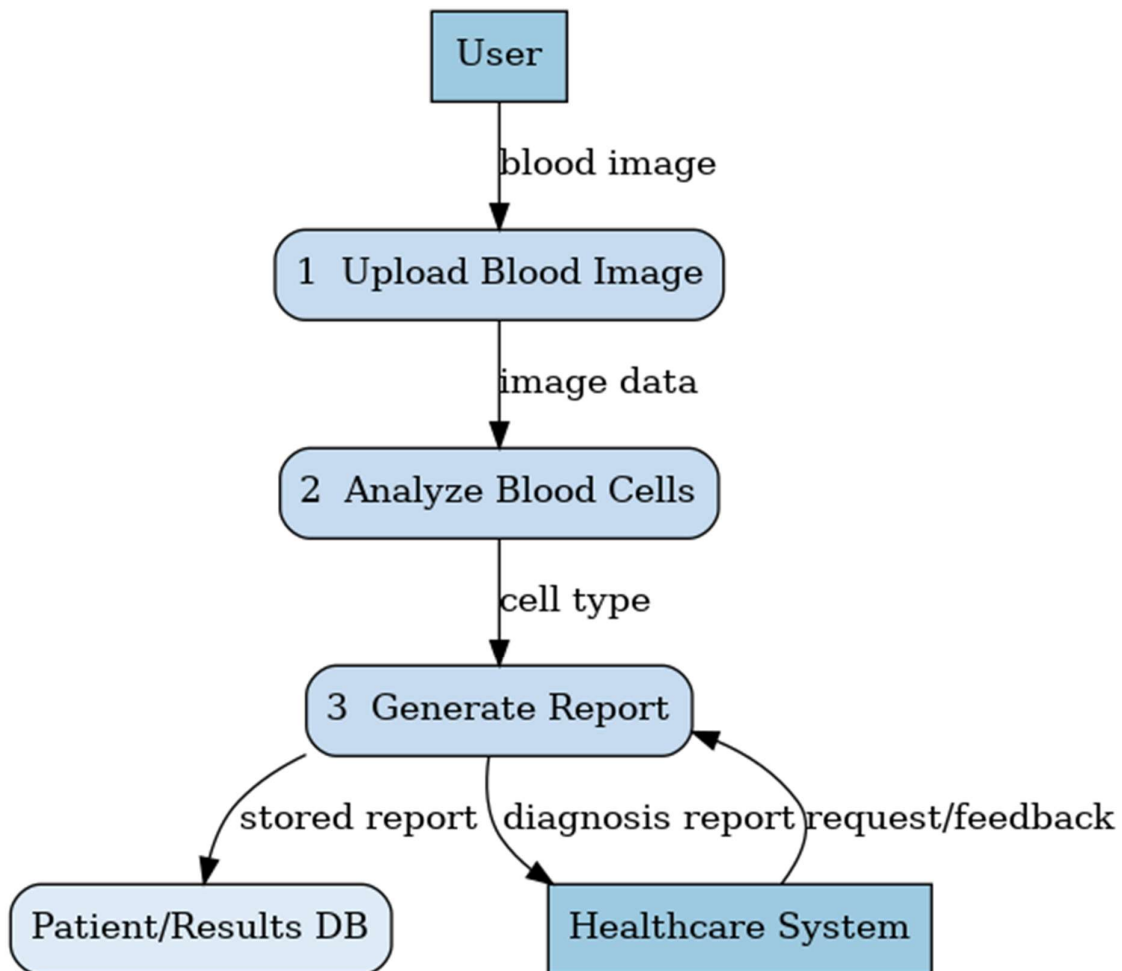 User
blood image
1 Upload Blood Image
image data
2 Analyze Blood Cells
cell type
3 Generate Report
stored report
diagnosis report
request/feedback
Patient/Results DB
Healthcare System